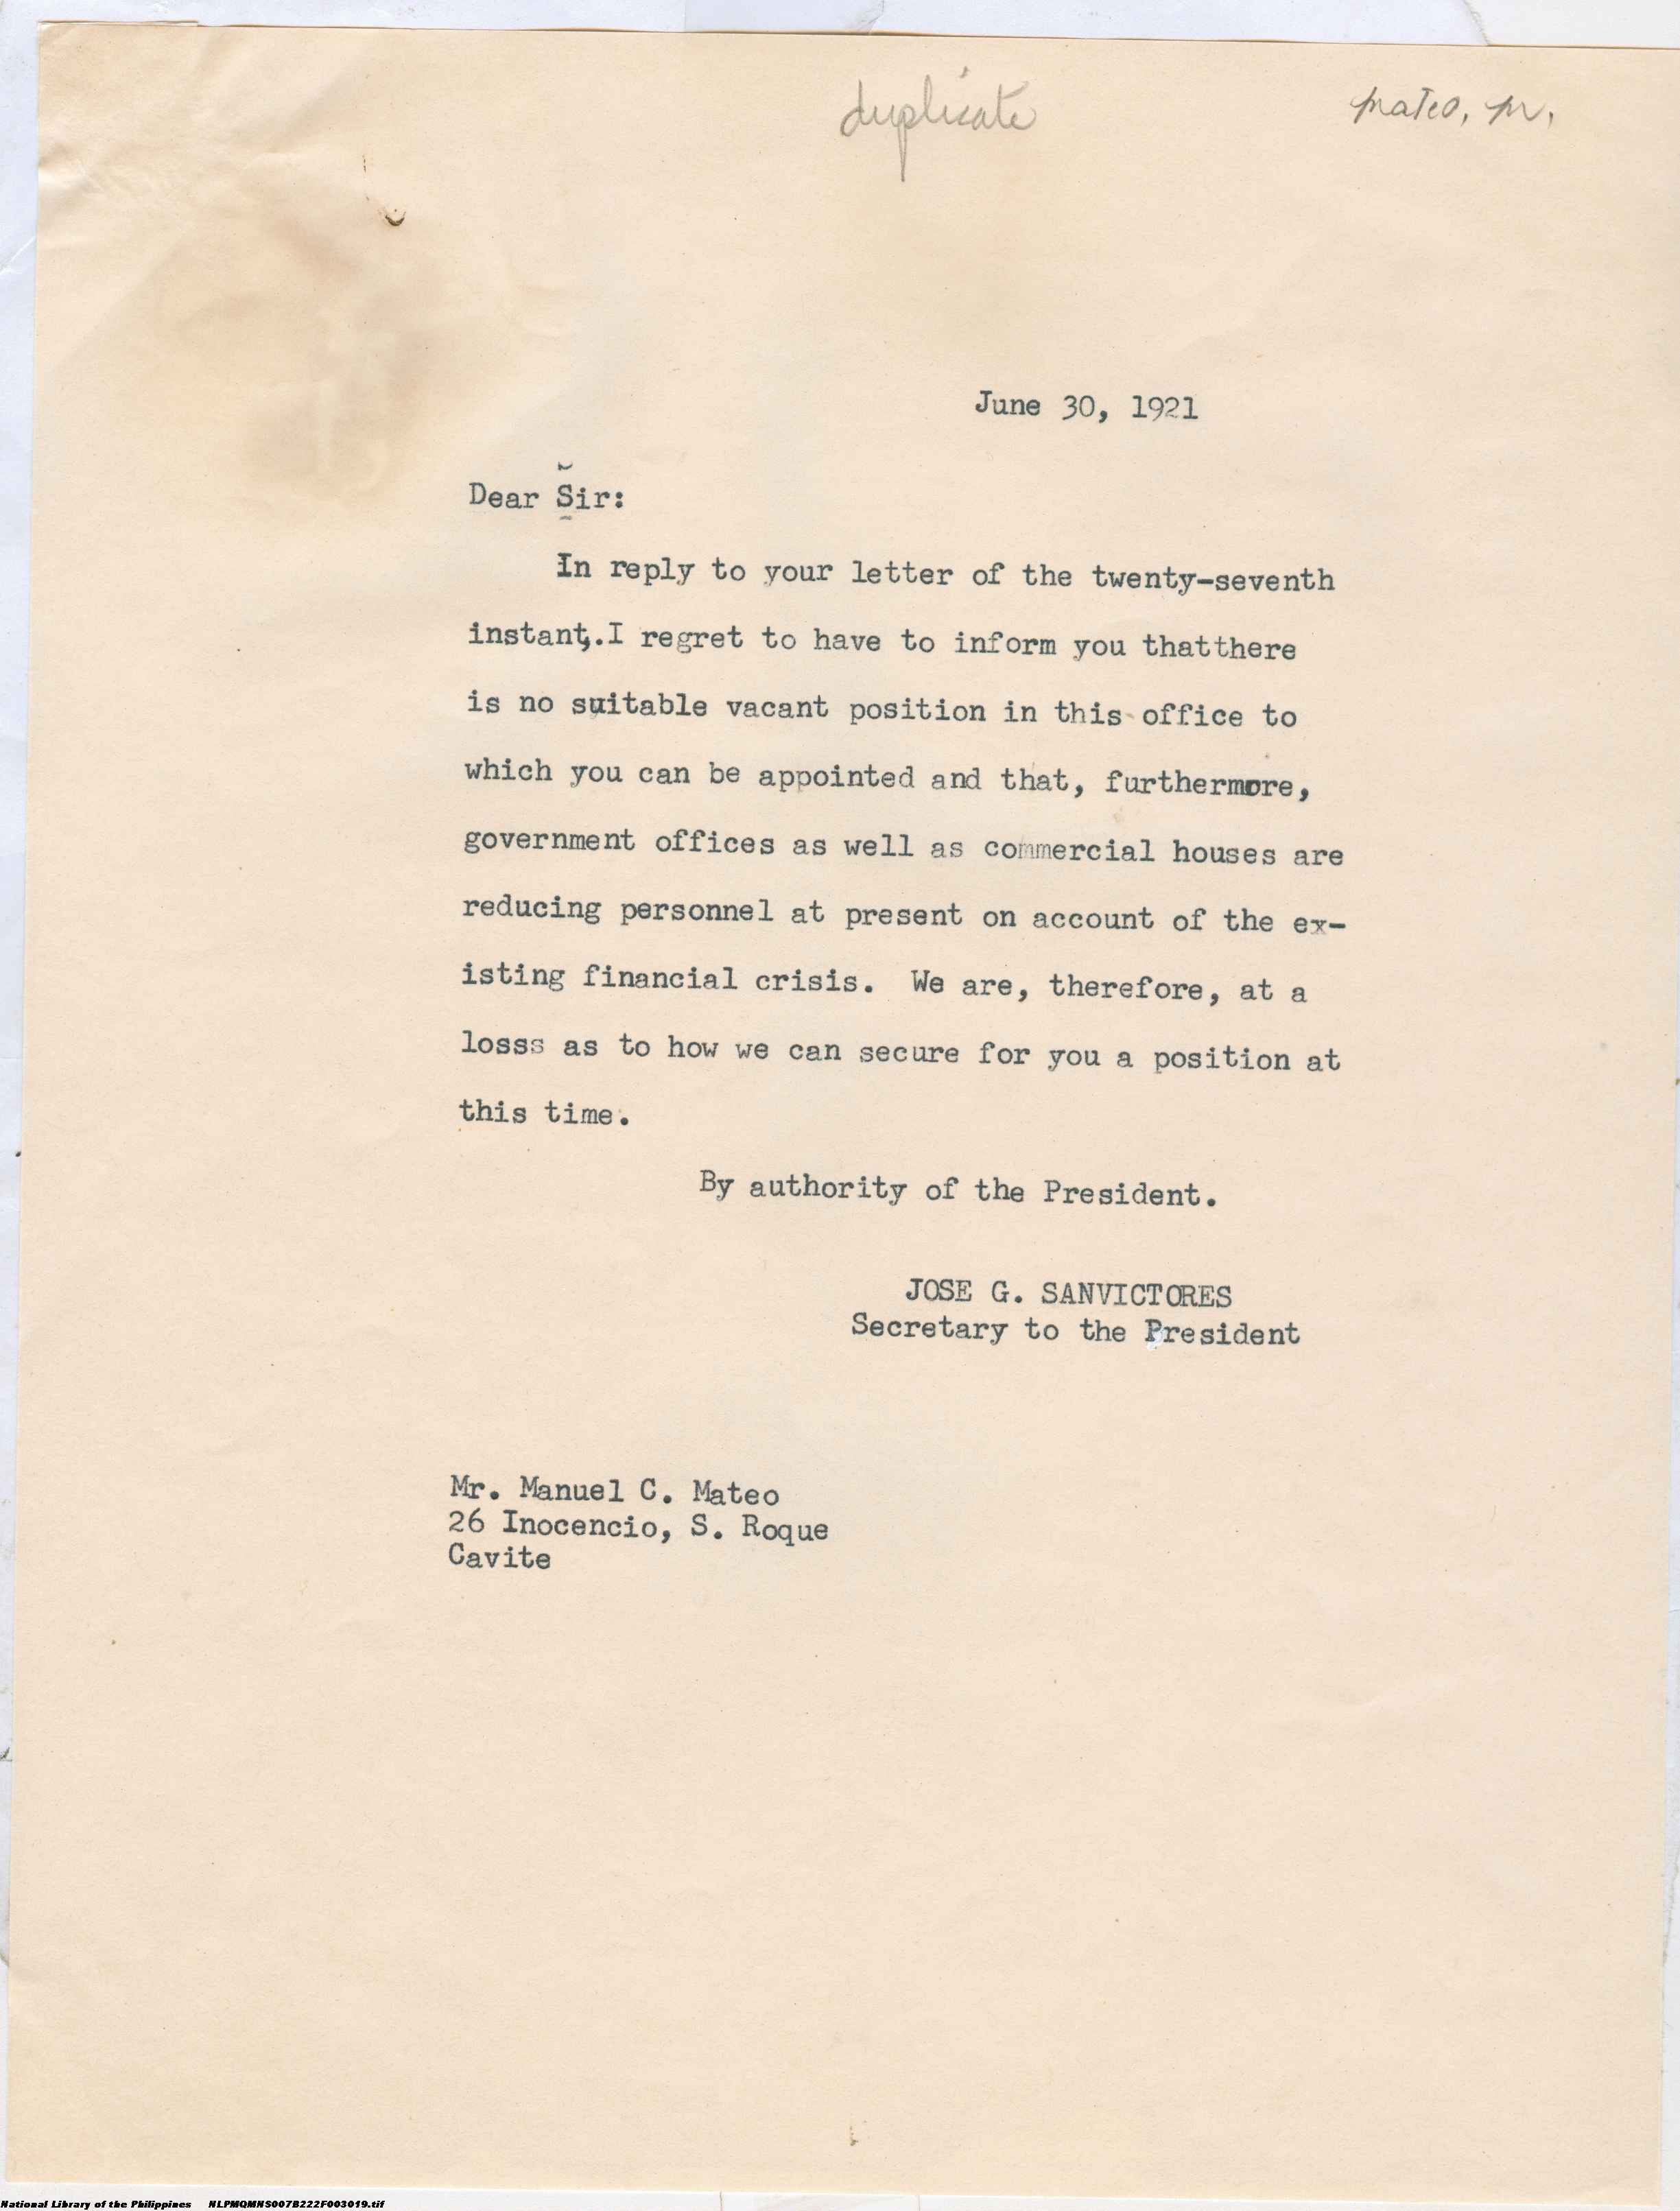 duplicate
Mateo, M.
June 30, 1921
Dear Sir:
In reply to your letter of the twenty-seventh
instant,.I regret to have to inform you thatthere
is no suitable vacant position in this office to
which you can be appointed and that, furthermore,
government offices as well as commercial houses are
reducing personnel at present on account of the ex-
isting financial crisis. We are, therefore, at a
losss as to how we can secure for you a position at
this time.
By authority of the President.
JOSE G. SANVICTORES
Secretary to the President
Mr. Manuel C. Mateo
26 Inocencio, S. Roque
Cavite
National Library of the Philippines NLPMQMNS007B222F003019.tif